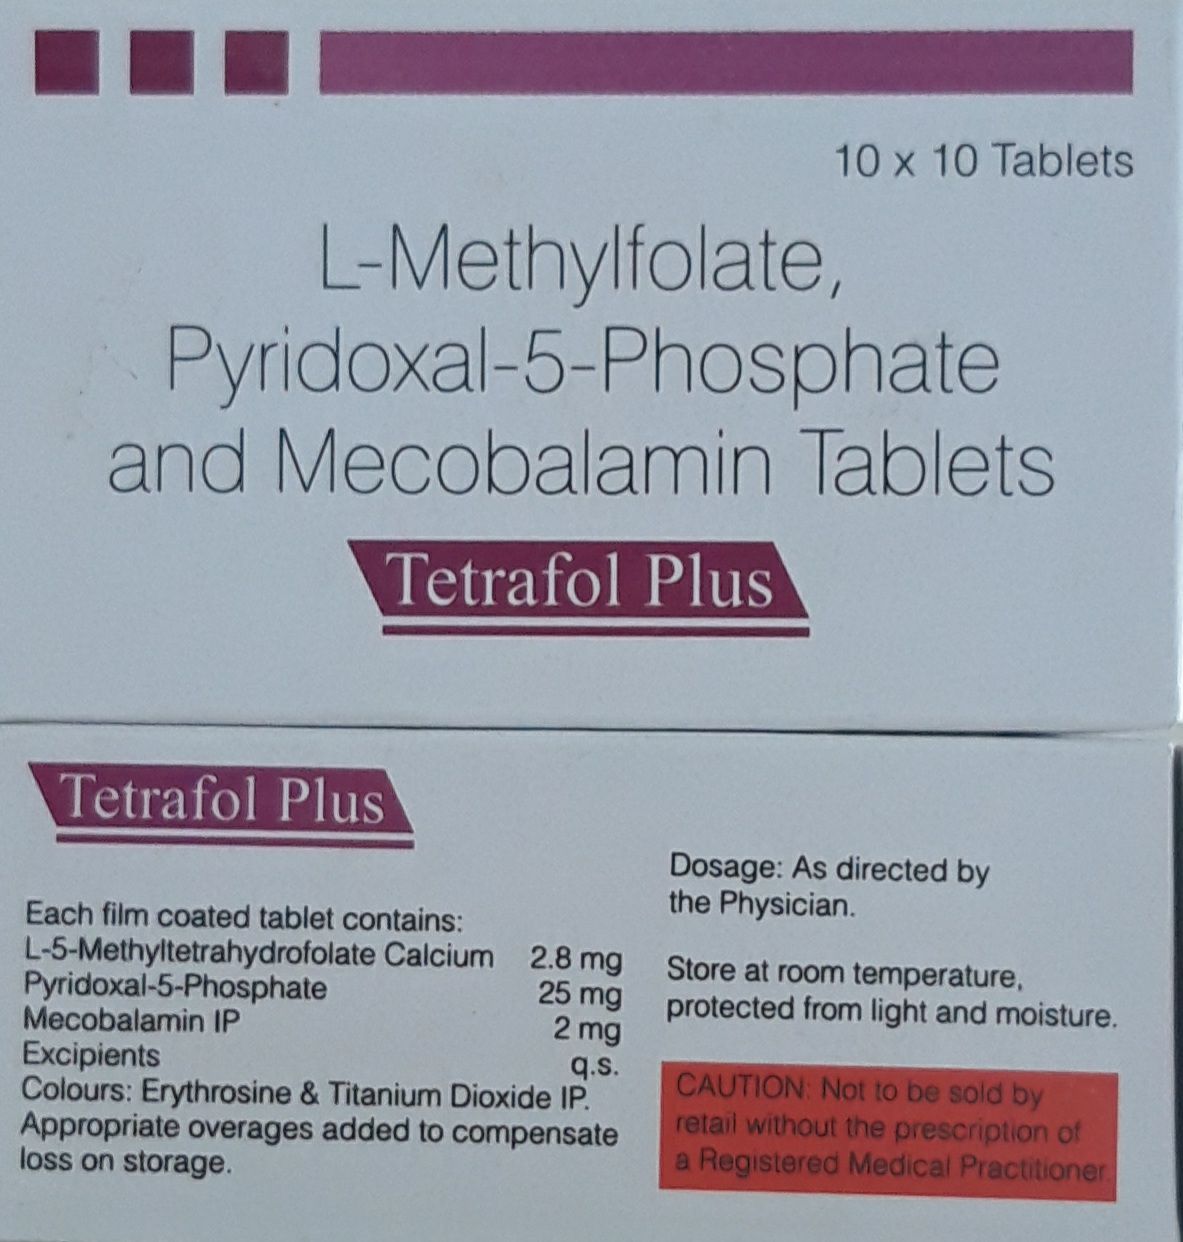 10 x 10 Tablets
L-Methylfolate,
Pyridoxal-5-Phosphate
and Mecobalamin Tablets
Tetrafol Plus
Tetrafol Plus
Each film coated tablet contains:
L-5-Methyltetrahydrofolate Calcium 2.8 mg
Pyridoxal-5-Phosphate 25 mg
Mecobalamin IP 2 mg
Excipients q.s.
Colours: Erythrosine & Titanium Dioxide IP.
Appropriate overages added to compensate
loss on storage.
Dosage: As directed by
the Physician.
Store at room temperature,
protected from light and moisture.
CAUTION: Not to be sold by
retail without the prescription of
a Registered Medical Practitioner.